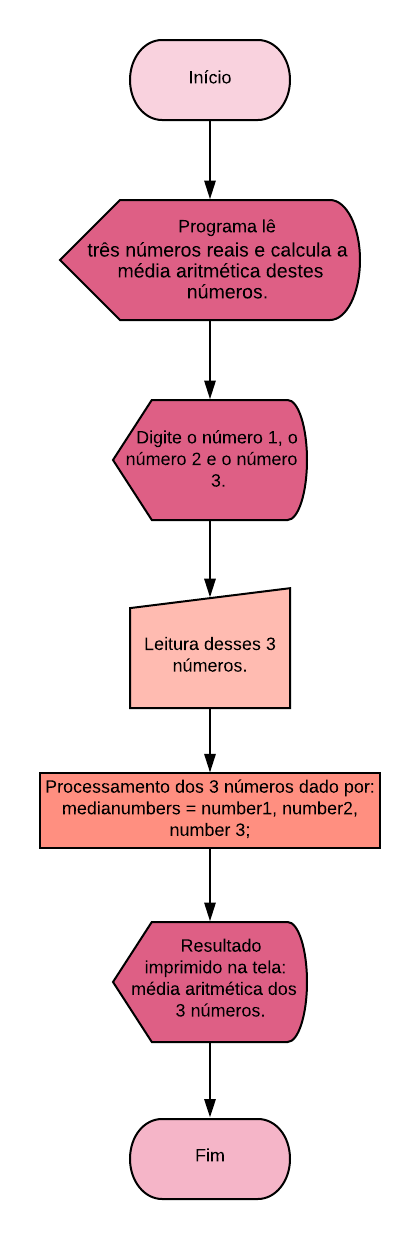 Início
Programa lê
três números reais e calcula a
média aritmética destes
números.
Digite o número 1, o
número 2 e o número
3.
Leitura desses 3
números.
Processamento dos 3 números dado por:
medianumbers = number1, number2,
number 3;
Resultado
imprimido na tela:
média aritmética dos
3 números.
Fim